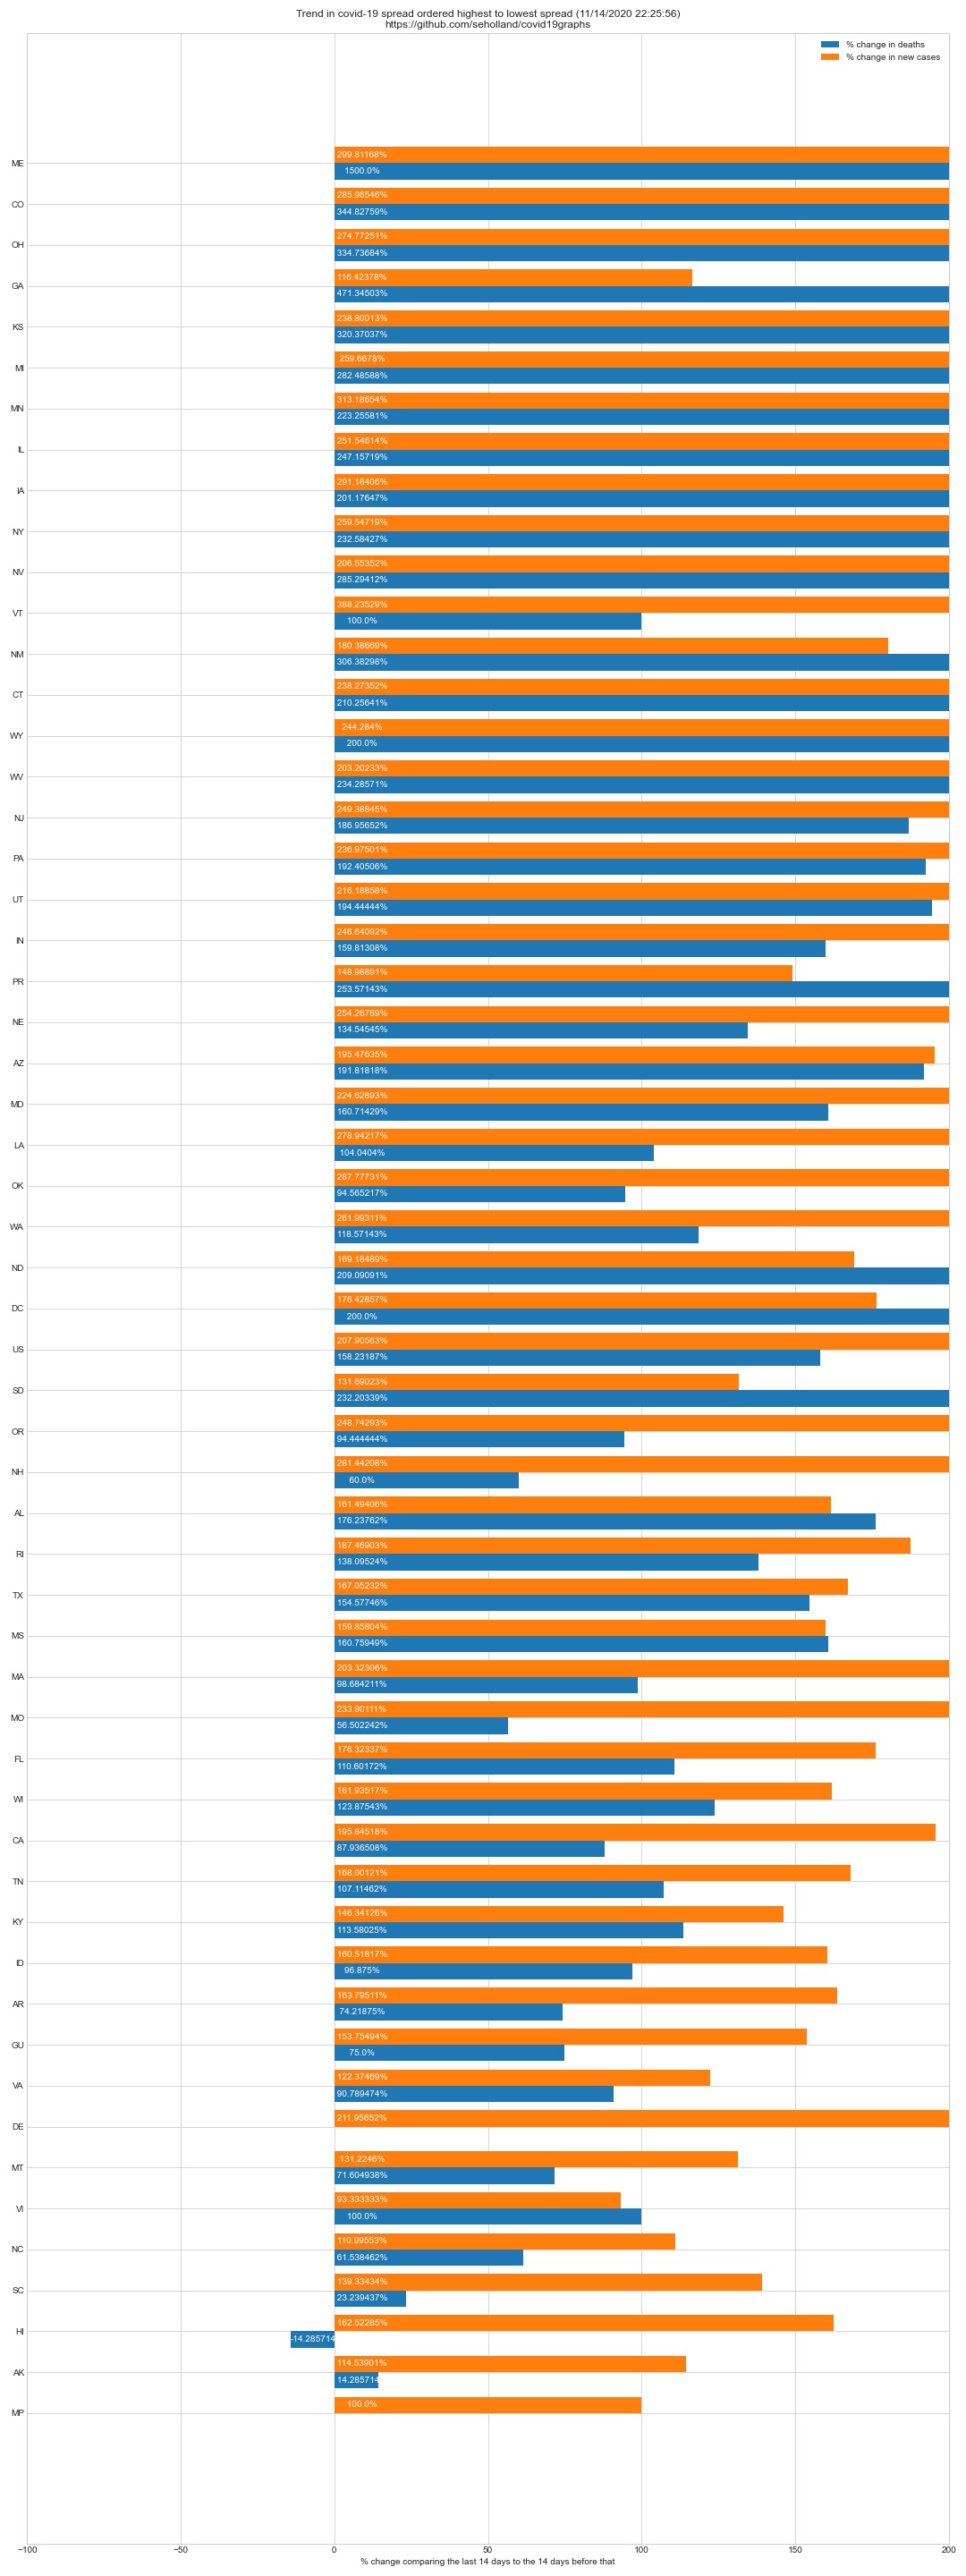 Trend in covid-19 spread ordered highest to lowest spread (11/14/2020 22:25:56)
https://github.com/seholland/covid19graphs
% change in deaths
% change in new cases
299.81168%
ME
1500.0%
285.96546%
CO
344.82759%
274.77251%
OH
334.73684%
116.42378%
GA
471.34503%
238.80013%
KS
320.37037%
259.6678%
MI
282.48588%
313.18654%
MN
223.25581%
251.54614%
IL
247.15719%
291.18406%
IA
201.17647%
259.54719%
NY
232.58427%
206.55352%
NV
285.29412%
388.23529%
VT
100.0%
180.38669%
NM
306.38298%
238.27352%
CT
210.25641%
244.284%
WY
200.0%
203.20233%
WV
234.28571%
249.38845%
NJ
186.95652%
236.97501%
PA
192.40506%
216.18858%
UT
194.44444%
246.64092%
IN
159.81308%
148.98891%
PR
253.57143%
254.26769%
NE
134.54545%
195.47635%
AZ
191.81818%
224.62893%
MD
160.71429%
278.94217%
LA
104.0404%
287.77731%
OK
94.565217%
261.99311%
WA
118.57143%
169.18489%
ND
209.09091%
176.42857%
DC
200.0%
207.90563%
US
158.23187%
131.69023%
SD
232.20339%
248.74293%
OR
94.444444%
281.44208%
NH
60.0%
161.49406%
AL
176.23762%
187.46903%
RI
138.09524%
167.05232%
TX
154.57746%
159.85804%
MS
160.75949%
203.32306%
MA
98.684211%
233.90111%
MO
56.502242%
176.32337%
FL
110.60172%
161.93517%
WI
123.87543%
195.84518%
CA
87.936508%
168.00121%
TN
107.11462%
146.34126%
KY
113.58025%
160.51817%
ID
96.875%
163.79511%
AR
74.21875%
153.75494%
GU
75.0%
122.37469%
VA
90.789474%
211.95652%
DE
131.2246%
MT
71.604938%
93.333333%
VI
100.0%
110.99553%
NC
61.538462%
139.33434%
SC
23.239437%
162.52285%
HI
-14.285714
114.53901%
AK
14.285714
100.0%
MP
−100 −50 0 50 100 150 200
% change comparing the last 14 days to the 14 days before that